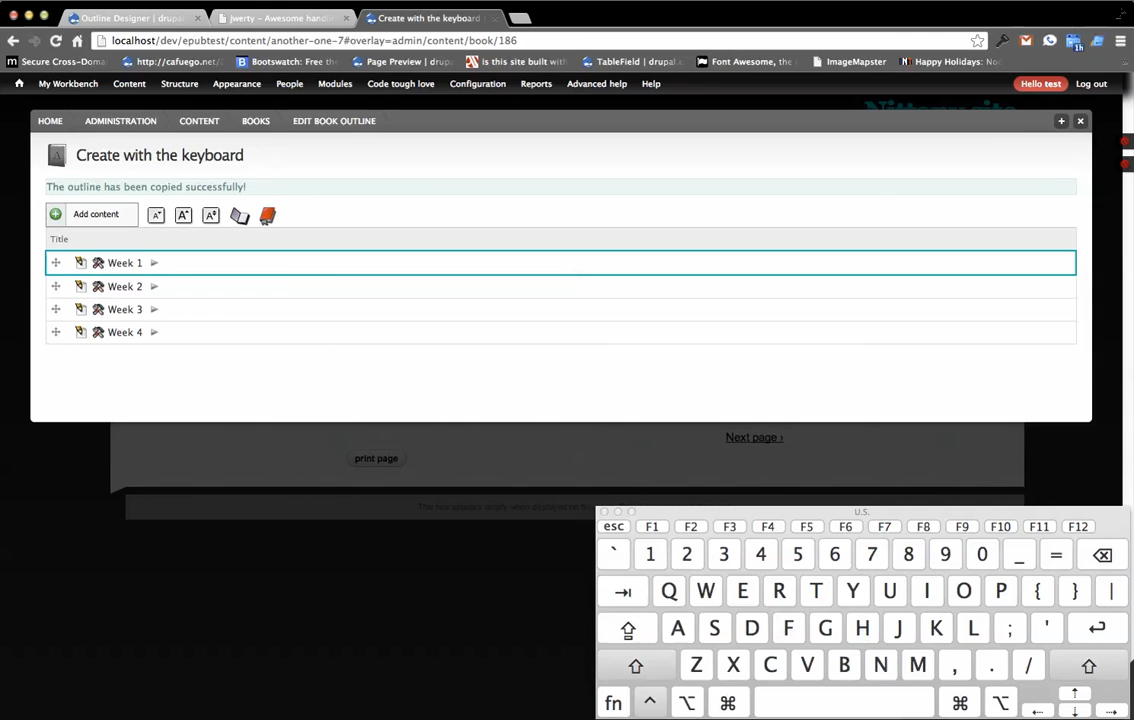 Outline Designer | drupal
jwerty – Awesome handli
Create with the keyboard
localhost/dev/epubtest/content/another-one-7#overlay=admin/content/book/186
1h
Secure Cross-Doma
http://cafuego.net/
Bootswatch: Free the
Page Preview | drup
is this site built wit
TableField | drupal.
Font Awesome, the
ImageMapster
Happy Holidays: No
My Workbench
Content
Structure
Appearance
People
Modules
Code tough love
Configuration
Reports
Advanced help
Help
Hello test
Log out
Nittany site
HOME
ADMINISTRATION
CONTENT
BOOKS
EDIT BOOK OUTLINE
Create with the keyboard
The outline has been copied successfully!
Add content
Title
Week 1
Week 2
Week 3
Week 4
Next page ›
print page
U.S.
esc F1 F2 F3 F4 F5 F6 F7 F8 F9 F10 F11 F12
` 1 2 3 4 5 6 7 8 9 0 _ =
Q W E R T Y U I O P { } |
A S D F G H J K L ; '
Z X C V B N M , . /
fn ^ ⌥ ⌘ ⌘ ⌥